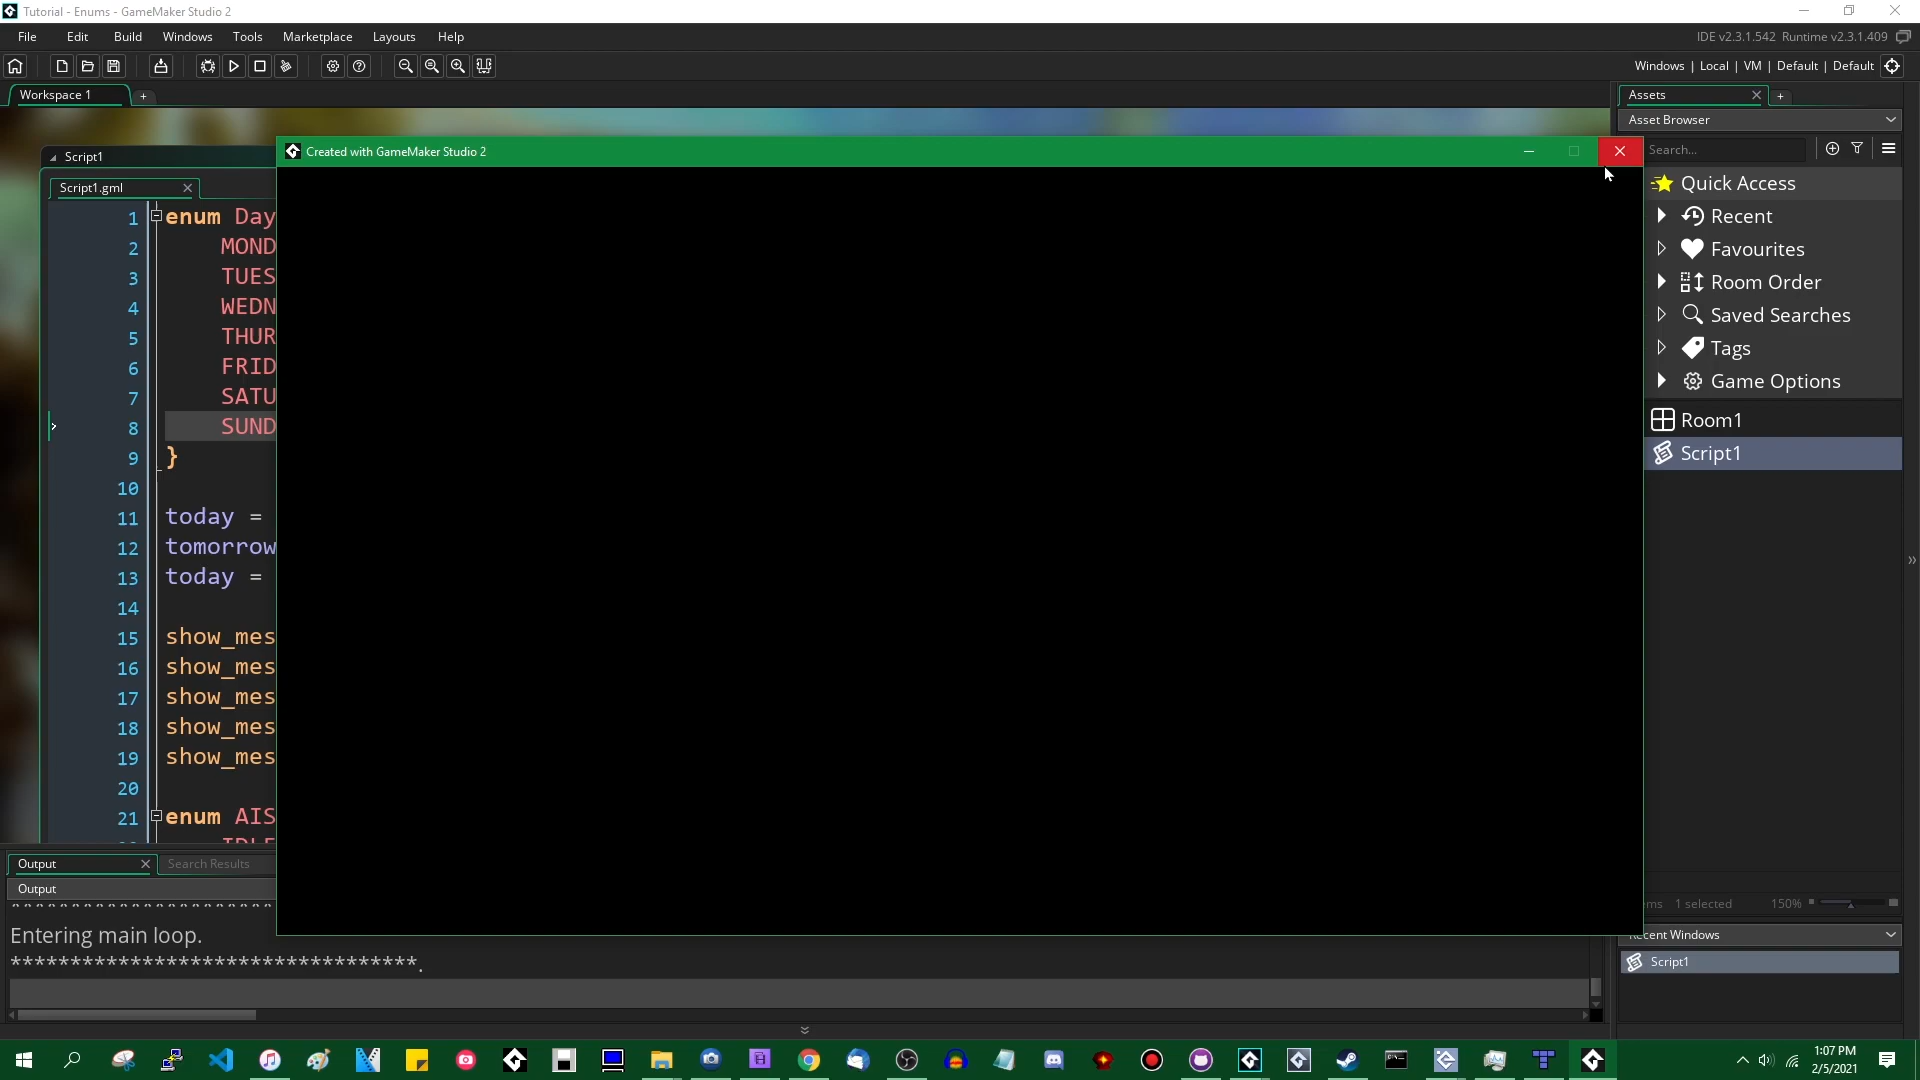 Tutorial - Enums - GameMaker Studio 2
File Edit Build Windows Tools Marketplace Layouts Help
IDE v2.3.1.542 Runtime v2.3.1.409
Windows | Local | VM | Default | Default
Workspace 1
Assets
Asset Browser
Script1
Created with GameMaker Studio 2
Search...
Script1.gml
Quick Access
1 enum Day
2 MOND
3 TUES
4 WEDN
5 THUR
6 FRID
7 SATU
8 SUND
9 }
10
11 today =
12 tomorrow
13 today =
14
15 show_mes
16 show_mes
17 show_mes
18 show_mes
19 show_mes
20
21 enum AIS
Recent
Favourites
Room Order
Saved Searches
Tags
Game Options
Room1
Script1
Output
Search Results
Output
Entering main loop.
**********************************.
ems 1 selected 150%
Recent Windows
Script1
1:07 PM
2/5/2021